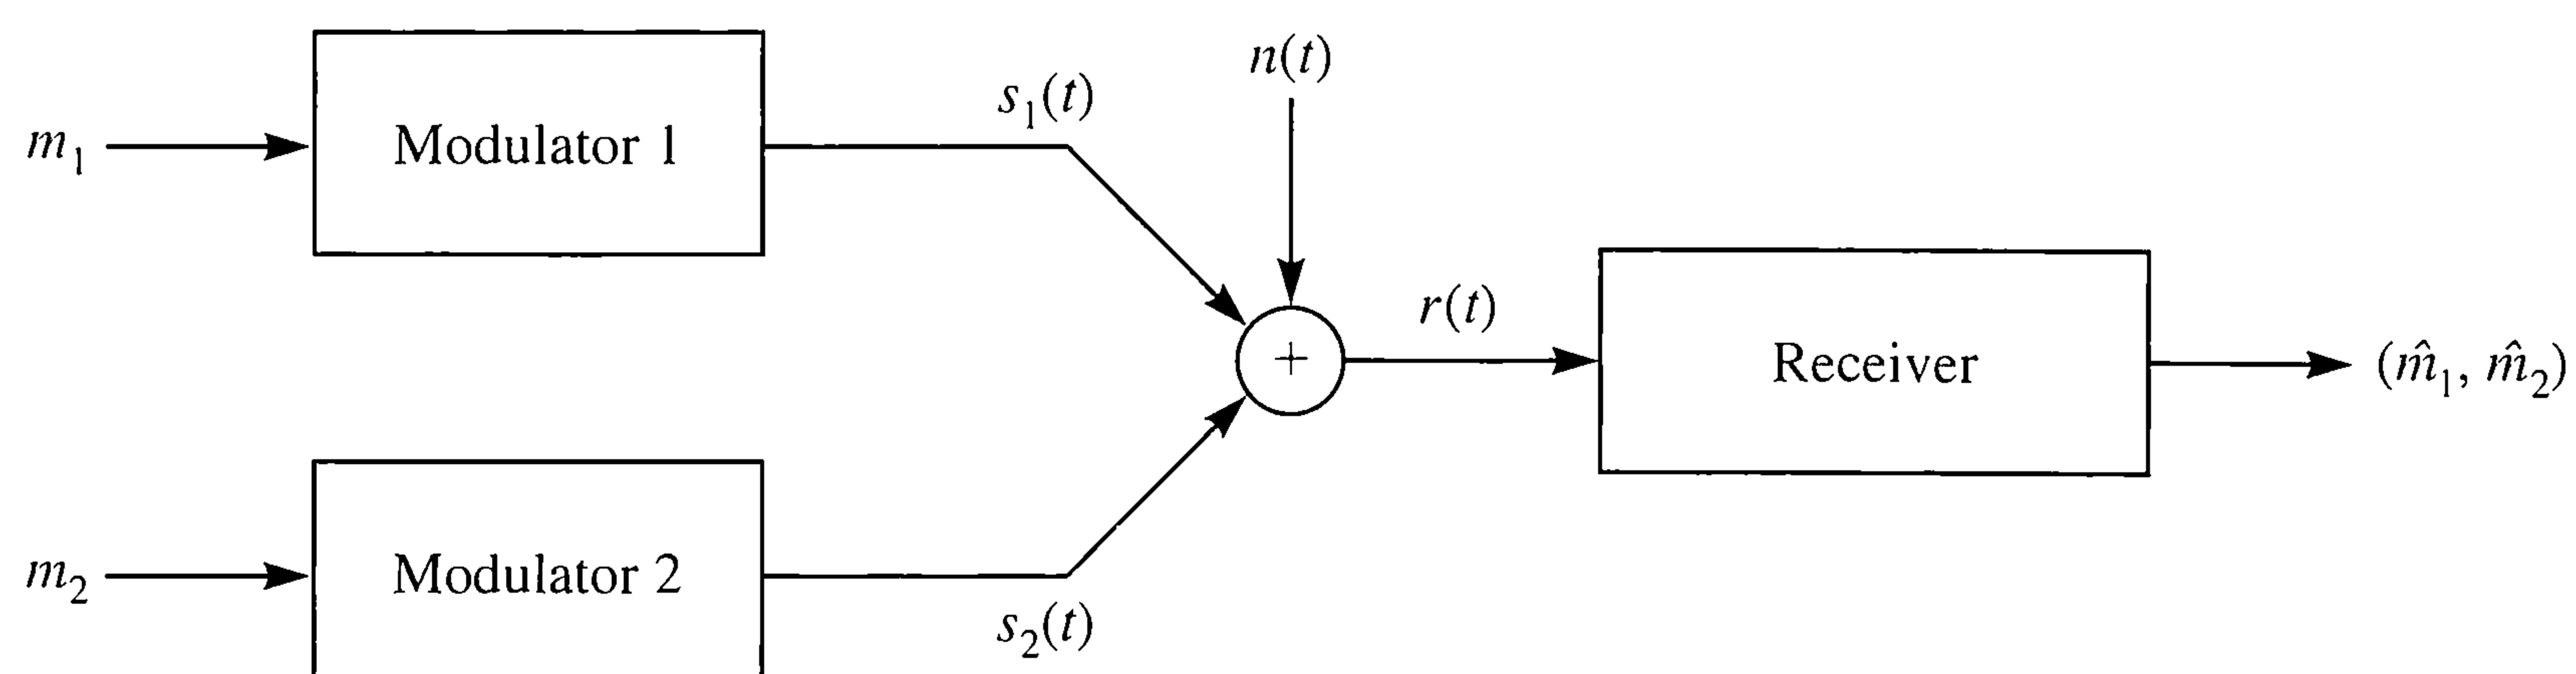 m₁
Modulator 1
s₁(t)
n(t)
+
r(t)
Receiver
(m̂₁, m̂₂)
m₂
Modulator 2
s₂(t)